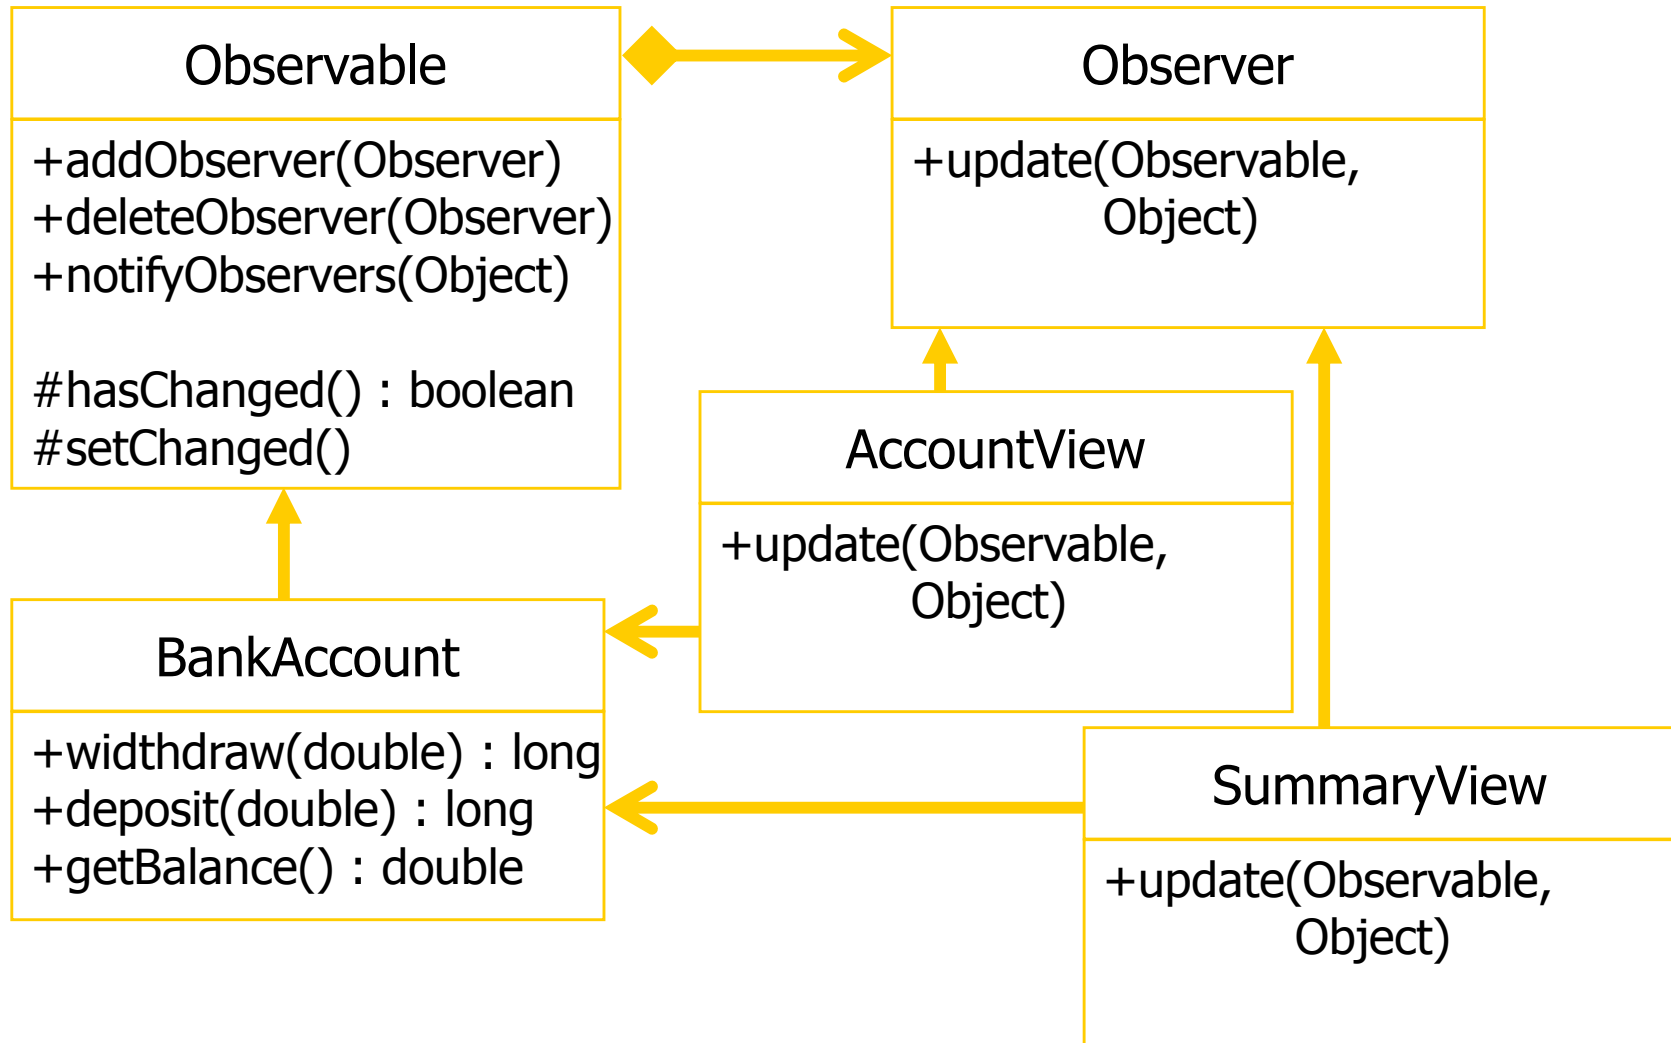 Observable
+addObserver(Observer)
+deleteObserver(Observer)
+notifyObservers(Object)
#hasChanged() : boolean
#setChanged()
Observer
+update(Observable,
Object)
AccountView
+update(Observable,
Object)
BankAccount
+widthdraw(double) : long
+deposit(double) : long
+getBalance() : double
SummaryView
+update(Observable,
Object)